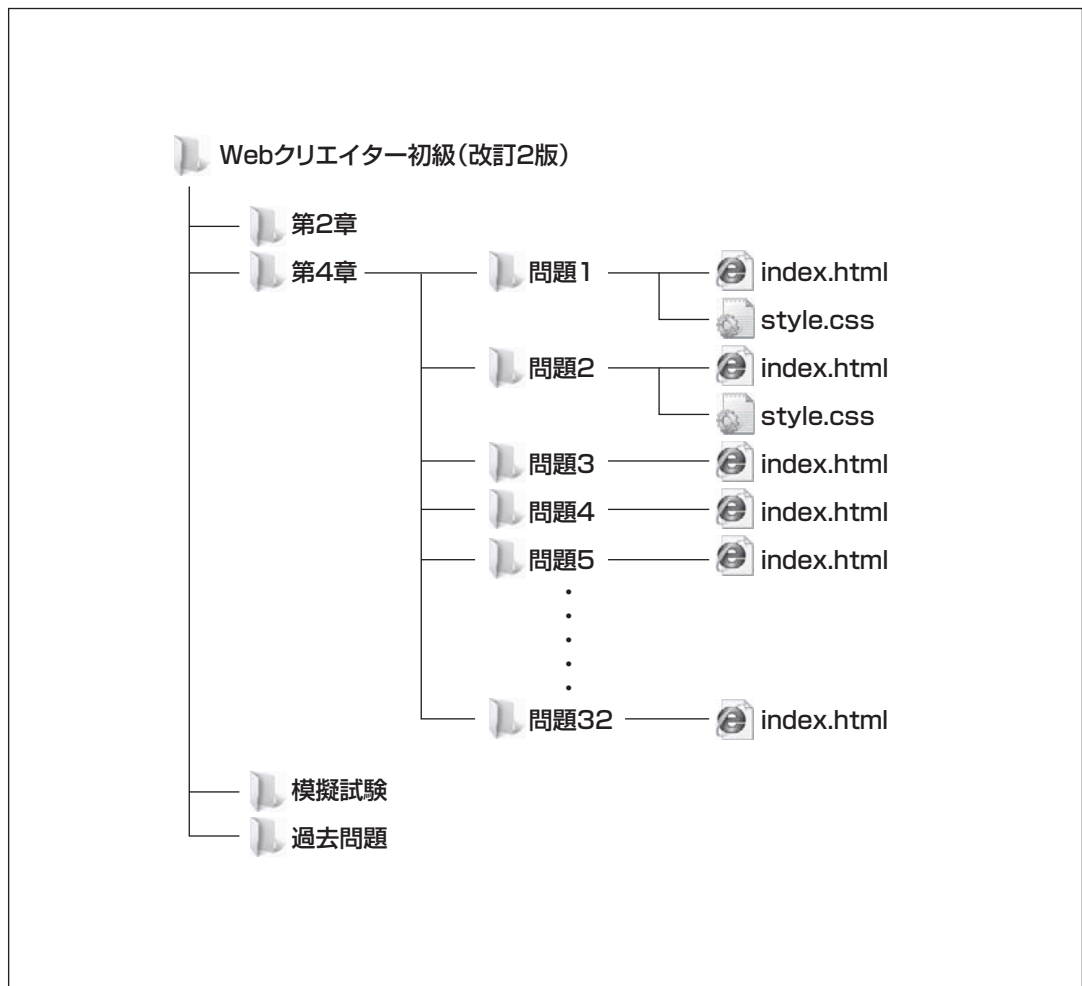 Webクリエイター初級（改訂2版）
第2章
第4章 問題1 index.html
style.css
問題2 index.html
style.css
問題3 index.html
問題4 index.html
問題5 index.html
問題32 index.html
模擬試験
過去問題